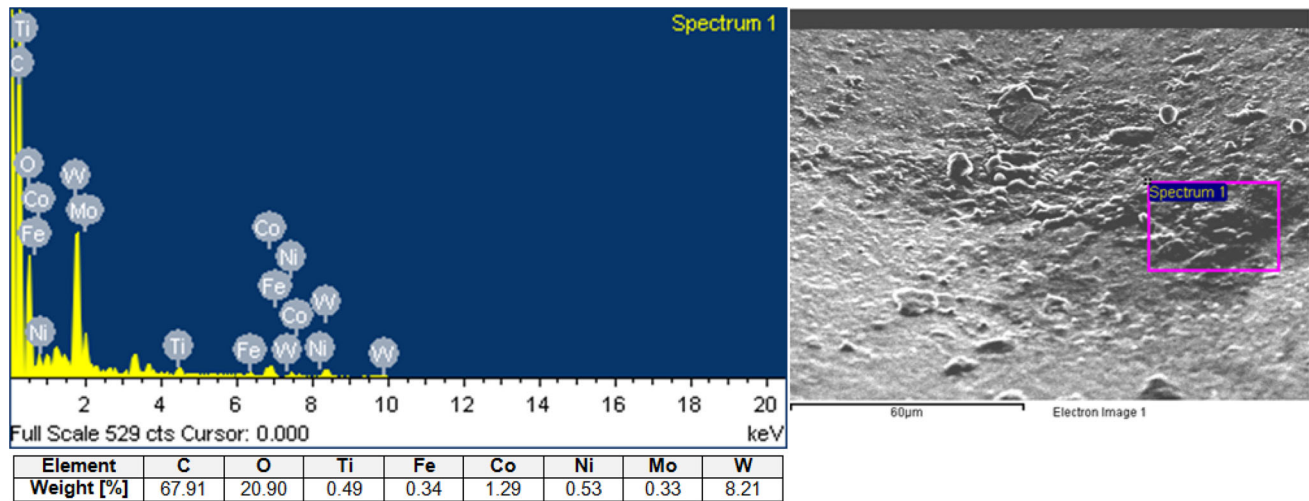 Spectrum 1
Ti
C
O
W
Co
Mo
Fe
Ni
Ti
Fe
Co
Ni
Fe
Co
W
W
Ni
W
2 4 6 8 10 12 14 16 18 20
Full Scale 529 cts Cursor: 0.000 keV
Element C O Ti Fe Co Ni Mo W
Weight [%] 67.91 20.90 0.49 0.34 1.29 0.53 0.33 8.21
Spectrum 1
60μm Electron Image 1